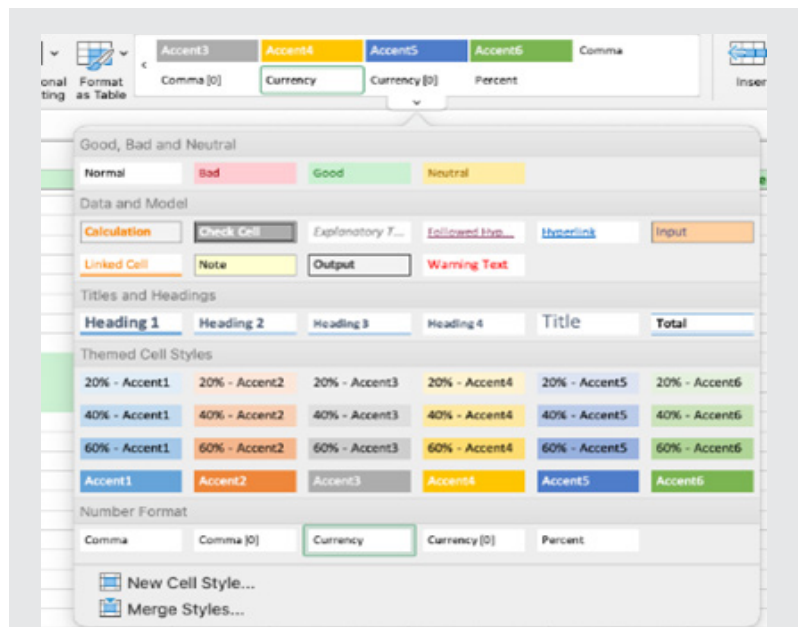 Accent3 Accent4 Accent5 Accent6 Comma
onal Format Comma [0] Currency Currency [0] Percent Inser
ting as Table
Good, Bad and Neutral
Normal Bad Good Neutral
Data and Model
Calculation Check Cell Explanatory T... Followed Hyp... Hyperlink Input
Linked Cell Note Output Warning Text
Titles and Headings
Heading 1 Heading 2 Heading 3 Heading 4 Title Total
Themed Cell Styles
20% - Accent1 20% - Accent2 20% - Accent3 20% - Accent4 20% - Accent5 20% - Accent6
40% - Accent1 40% - Accent2 40% - Accent3 40% - Accent4 40% - Accent5 40% - Accent6
60% - Accent1 60% - Accent2 60% - Accent3 60% - Accent4 60% - Accent5 60% - Accent6
Accent1 Accent2 Accent3 Accent4 Accent5 Accent6
Number Format
Comma Comma [0] Currency Currency [0] Percent
New Cell Style...
Merge Styles...